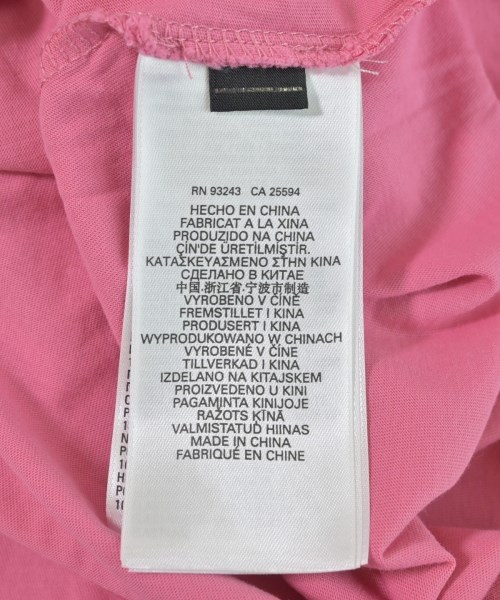 RN 93243 CA 25594
HECHO EN CHINA
FABRICAT A LA XINA
PRODUZIDO NA CHINA
ÇİN'DE ÜRETİLMİŞTİR.
ΚΑΤΑΣΚΕΥΑΣΜΕΝΟ ΣΤΗΝ ΚΙΝΑ
СДЕЛАНО В КИТАЕ
中国.浙江省.宁波市制造
VYROBENO V ČÍNĚ
FREMSTILLET I KINA
PRODUSERT I KINA
WYPRODUKOWANO W CHINACH
VYROBENÉ V ČÍNE
TILLVERKAD I KINA
IZDELANO NA KITAJSKEM
PROIZVEDENO U KINI
PAGAMINTA KINIJOJE
RAŽOTS ĶĪNĀ
VALMISTATUD HIINAS
MADE IN CHINA
FABRIQUÉ EN CHINE